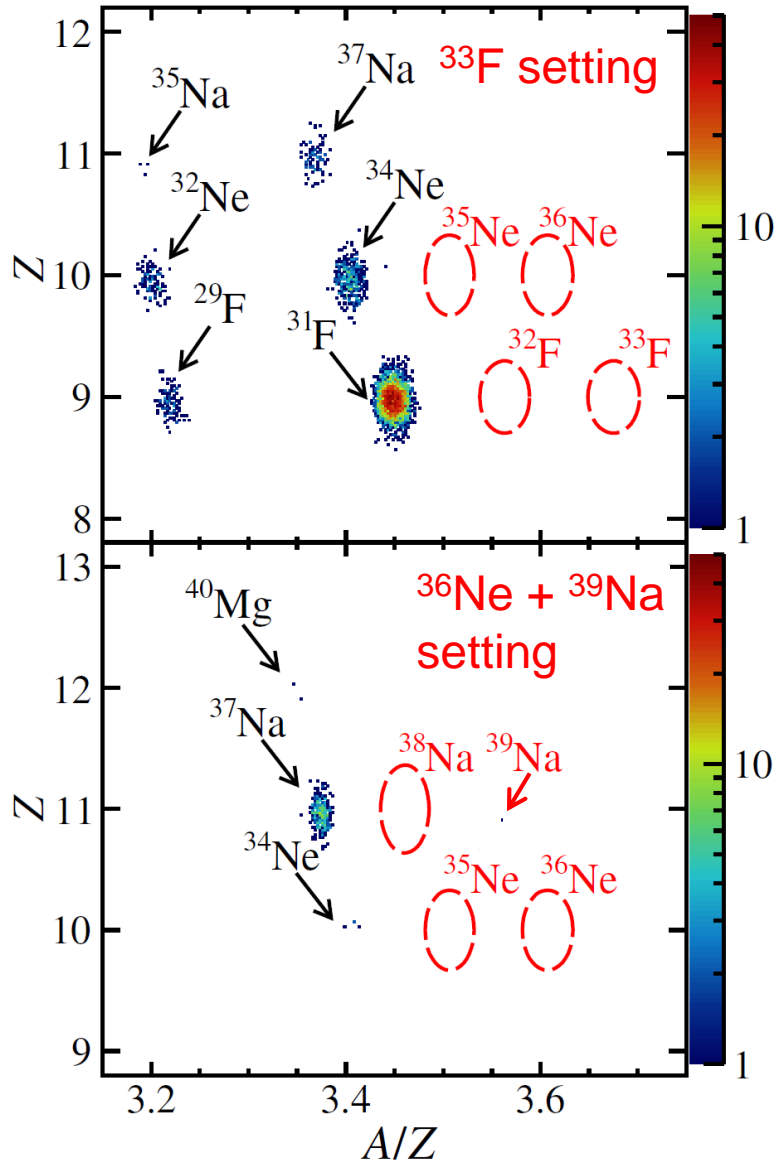 12
³⁵Na
³⁷Na
³³F setting
11
³²Ne
³⁴Ne
³⁵Ne
³⁶Ne
10
10
Z
²⁹F
³¹F
³²F
³³F
9
8
1
13
⁴⁰Mg
³⁶Ne + ³⁹Na
setting
12
³⁷Na
³⁸Na
³⁹Na
10
Z
11
³⁴Ne
³⁵Ne
³⁶Ne
10
9
1
3.2
3.4
3.6
A/Z